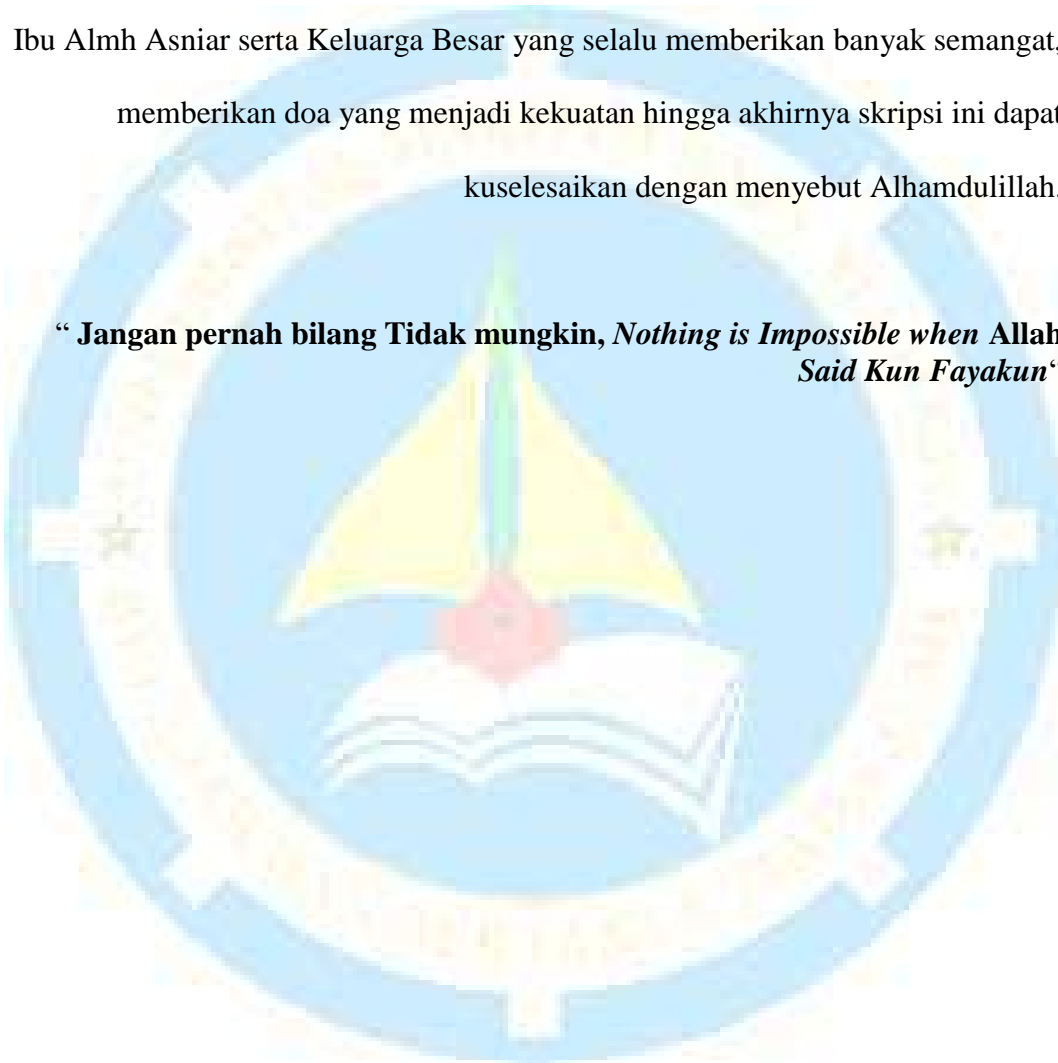 Ibu Almh Asniar serta Keluarga Besar yang selalu memberikan banyak semangat,
memberikan doa yang menjadi kekuatan hingga akhirnya skripsi ini dapat
kuselesaikan dengan menyebut Alhamdulillah.
“ Jangan pernah bilang Tidak mungkin, Nothing is Impossible when Allah
Said Kun Fayakun“